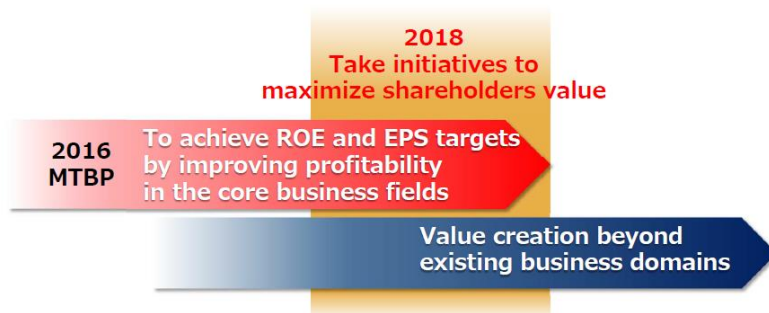 2018
Take initiatives to
maximize shareholders value
2016
MTBP
To achieve ROE and EPS targets
by improving profitability
in the core business fields
Value creation beyond
existing business domains